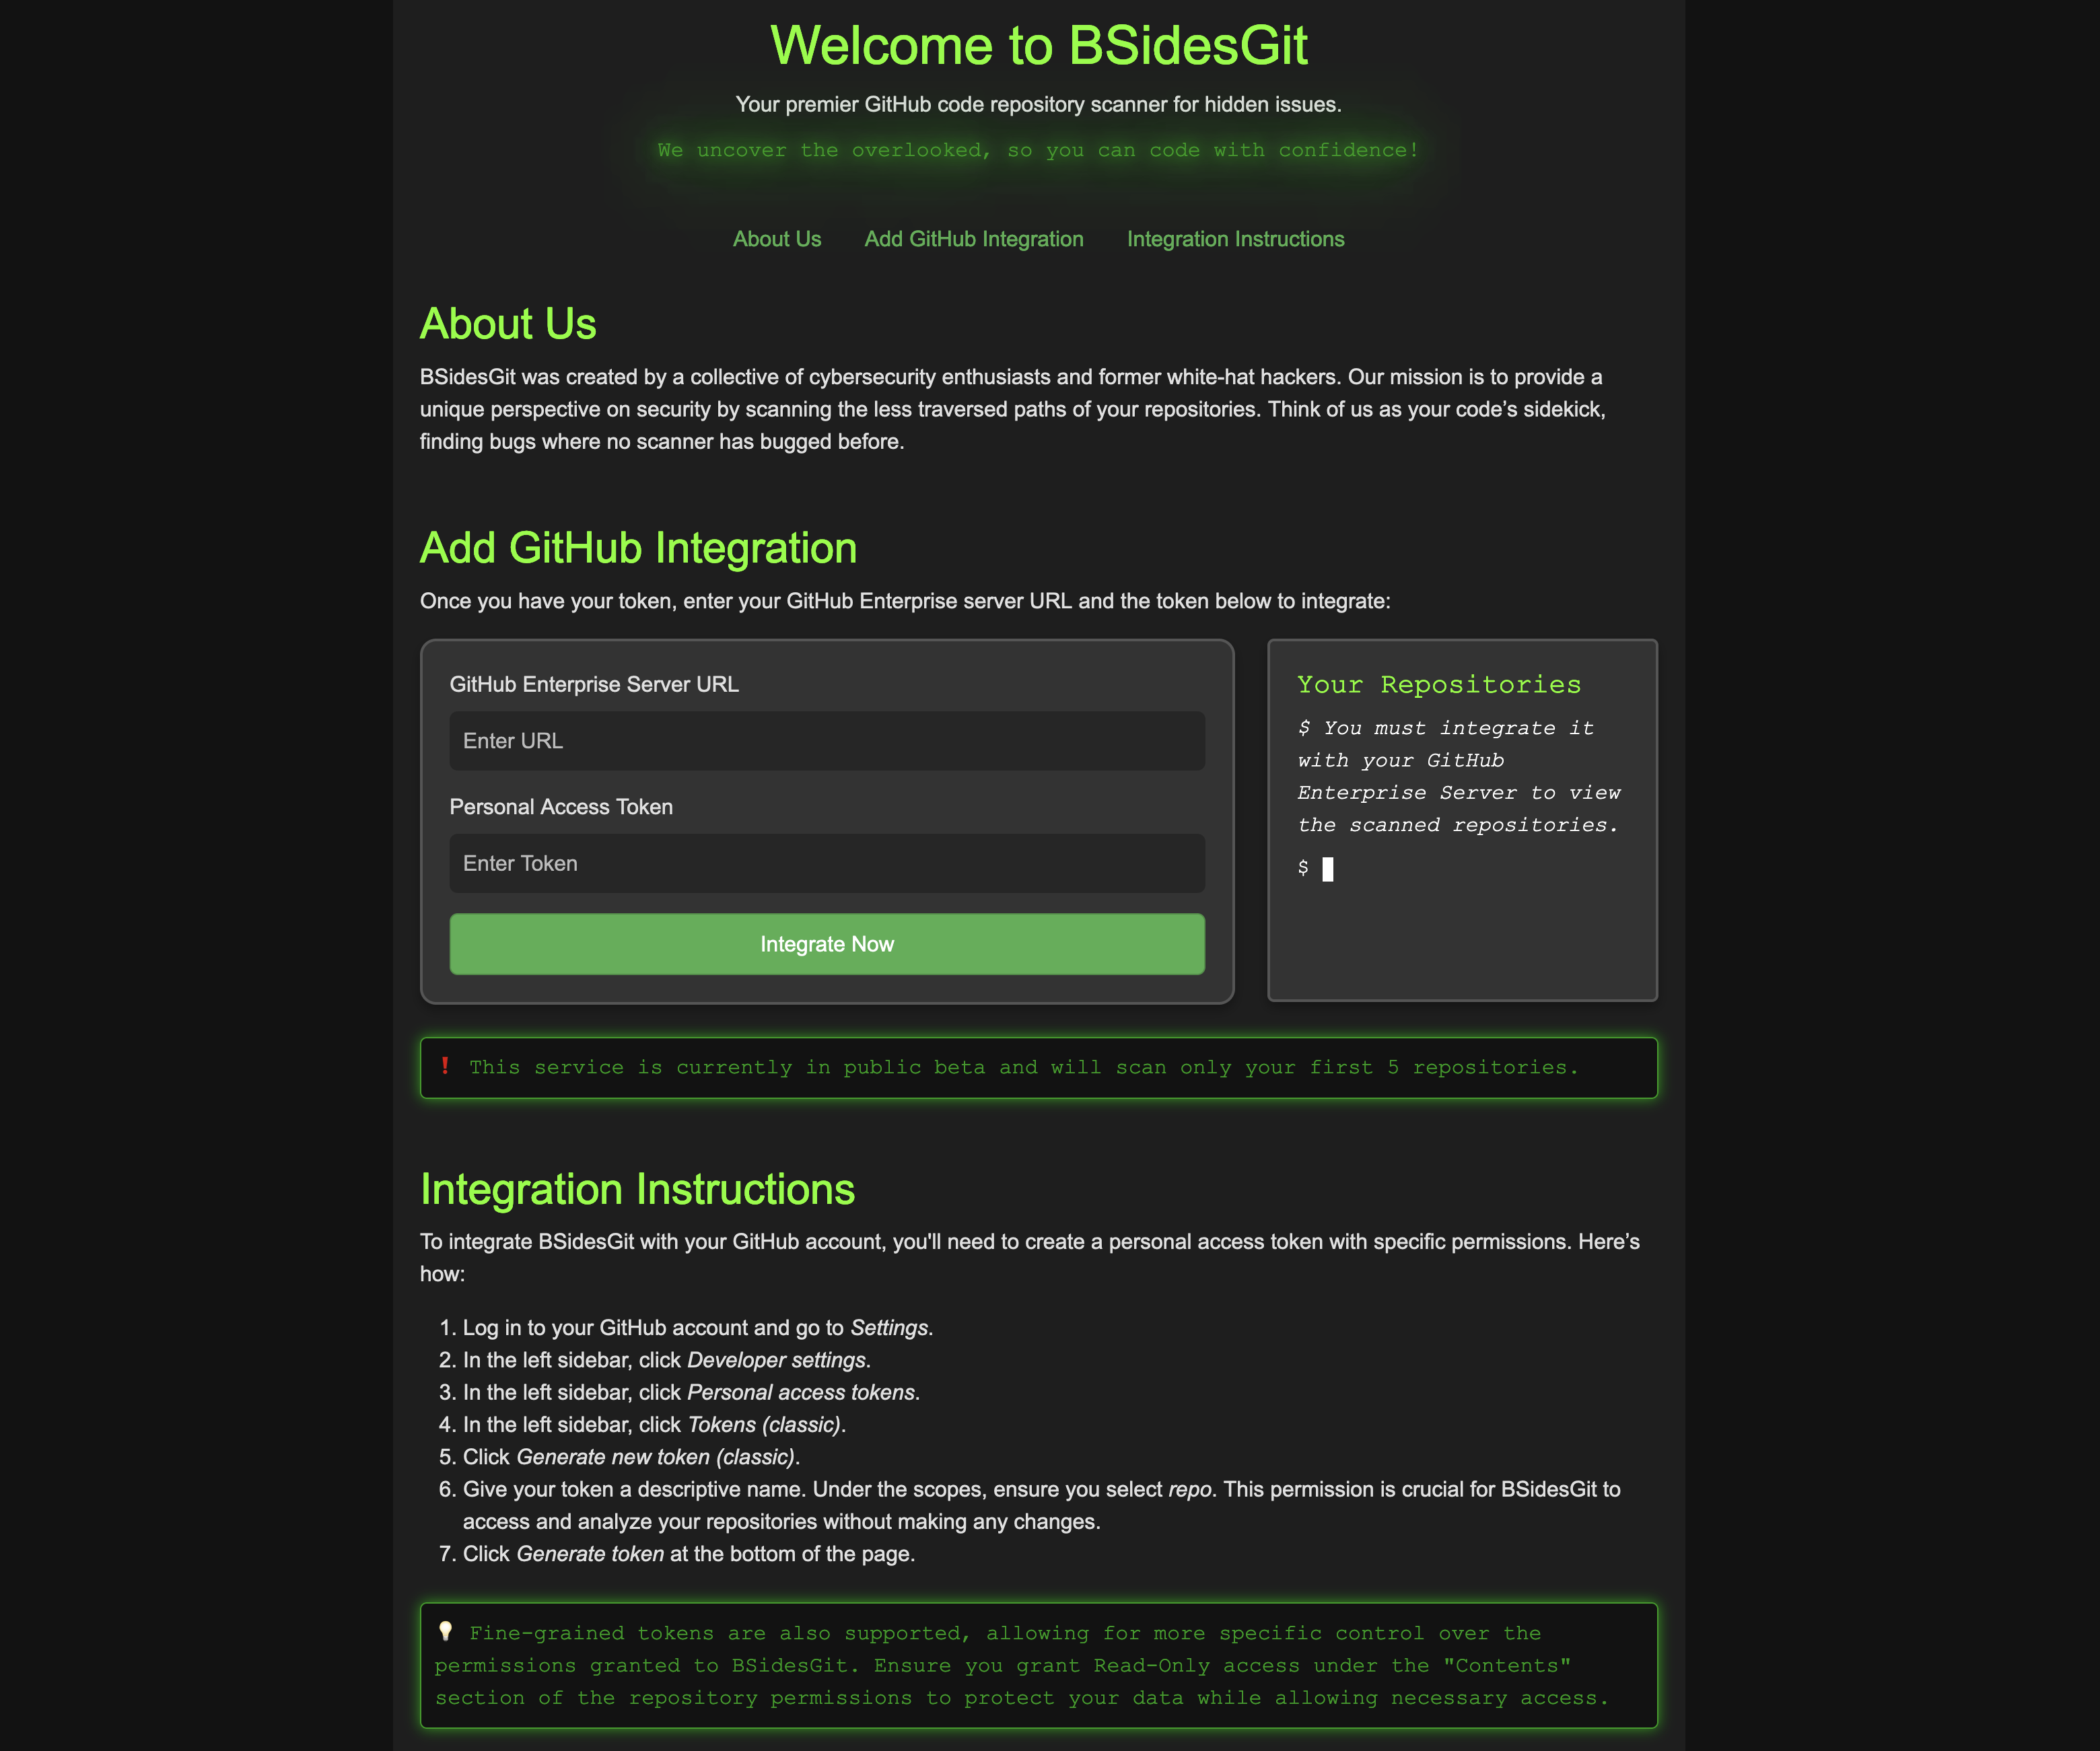 Welcome to BSidesGit
Your premier GitHub code repository scanner for hidden issues.
We uncover the overlooked, so you can code with confidence!
About Us Add GitHub Integration Integration Instructions
About Us
BSidesGit was created by a collective of cybersecurity enthusiasts and former white-hat hackers. Our mission is to provide a
unique perspective on security by scanning the less traversed paths of your repositories. Think of us as your code’s sidekick,
finding bugs where no scanner has bugged before.
Add GitHub Integration
Once you have your token, enter your GitHub Enterprise server URL and the token below to integrate:
GitHub Enterprise Server URL
Enter URL
Personal Access Token
Enter Token
Integrate Now
Your Repositories
$ You must integrate it
with your GitHub
Enterprise Server to view
the scanned repositories.
$
❗ This service is currently in public beta and will scan only your first 5 repositories.
Integration Instructions
To integrate BSidesGit with your GitHub account, you'll need to create a personal access token with specific permissions. Here’s
how:
1. Log in to your GitHub account and go to Settings.
2. In the left sidebar, click Developer settings.
3. In the left sidebar, click Personal access tokens.
4. In the left sidebar, click Tokens (classic).
5. Click Generate new token (classic).
6. Give your token a descriptive name. Under the scopes, ensure you select repo. This permission is crucial for BSidesGit to
access and analyze your repositories without making any changes.
7. Click Generate token at the bottom of the page.
💡 Fine-grained tokens are also supported, allowing for more specific control over the
permissions granted to BSidesGit. Ensure you grant Read-Only access under the "Contents"
section of the repository permissions to protect your data while allowing necessary access.